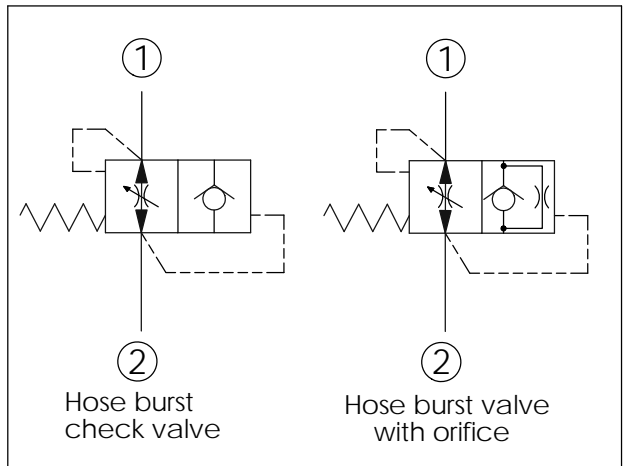 1
1
2
2
Hose burst
check valve
Hose burst valve
with orifice